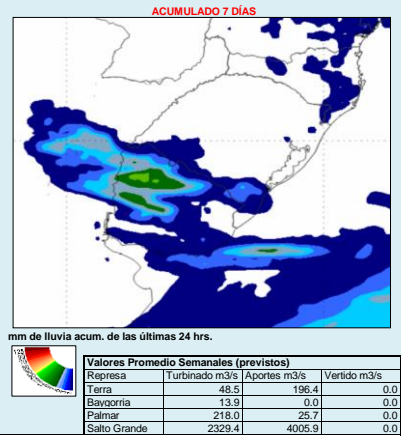 ACUMULADO 7 DÍAS
mm de lluvia acum. de las últimas 24 hrs.
Valores Promedio Semanales (previstos)
Represa Turbinado m3/s Aportes m3/s Vertido m3/s
Terra 48.5 196.4 0.0
Baygorria 13.9 0.0 0.0
Palmar 218.0 25.7 0.0
Salto Grande 2329.4 4005.9 0.0